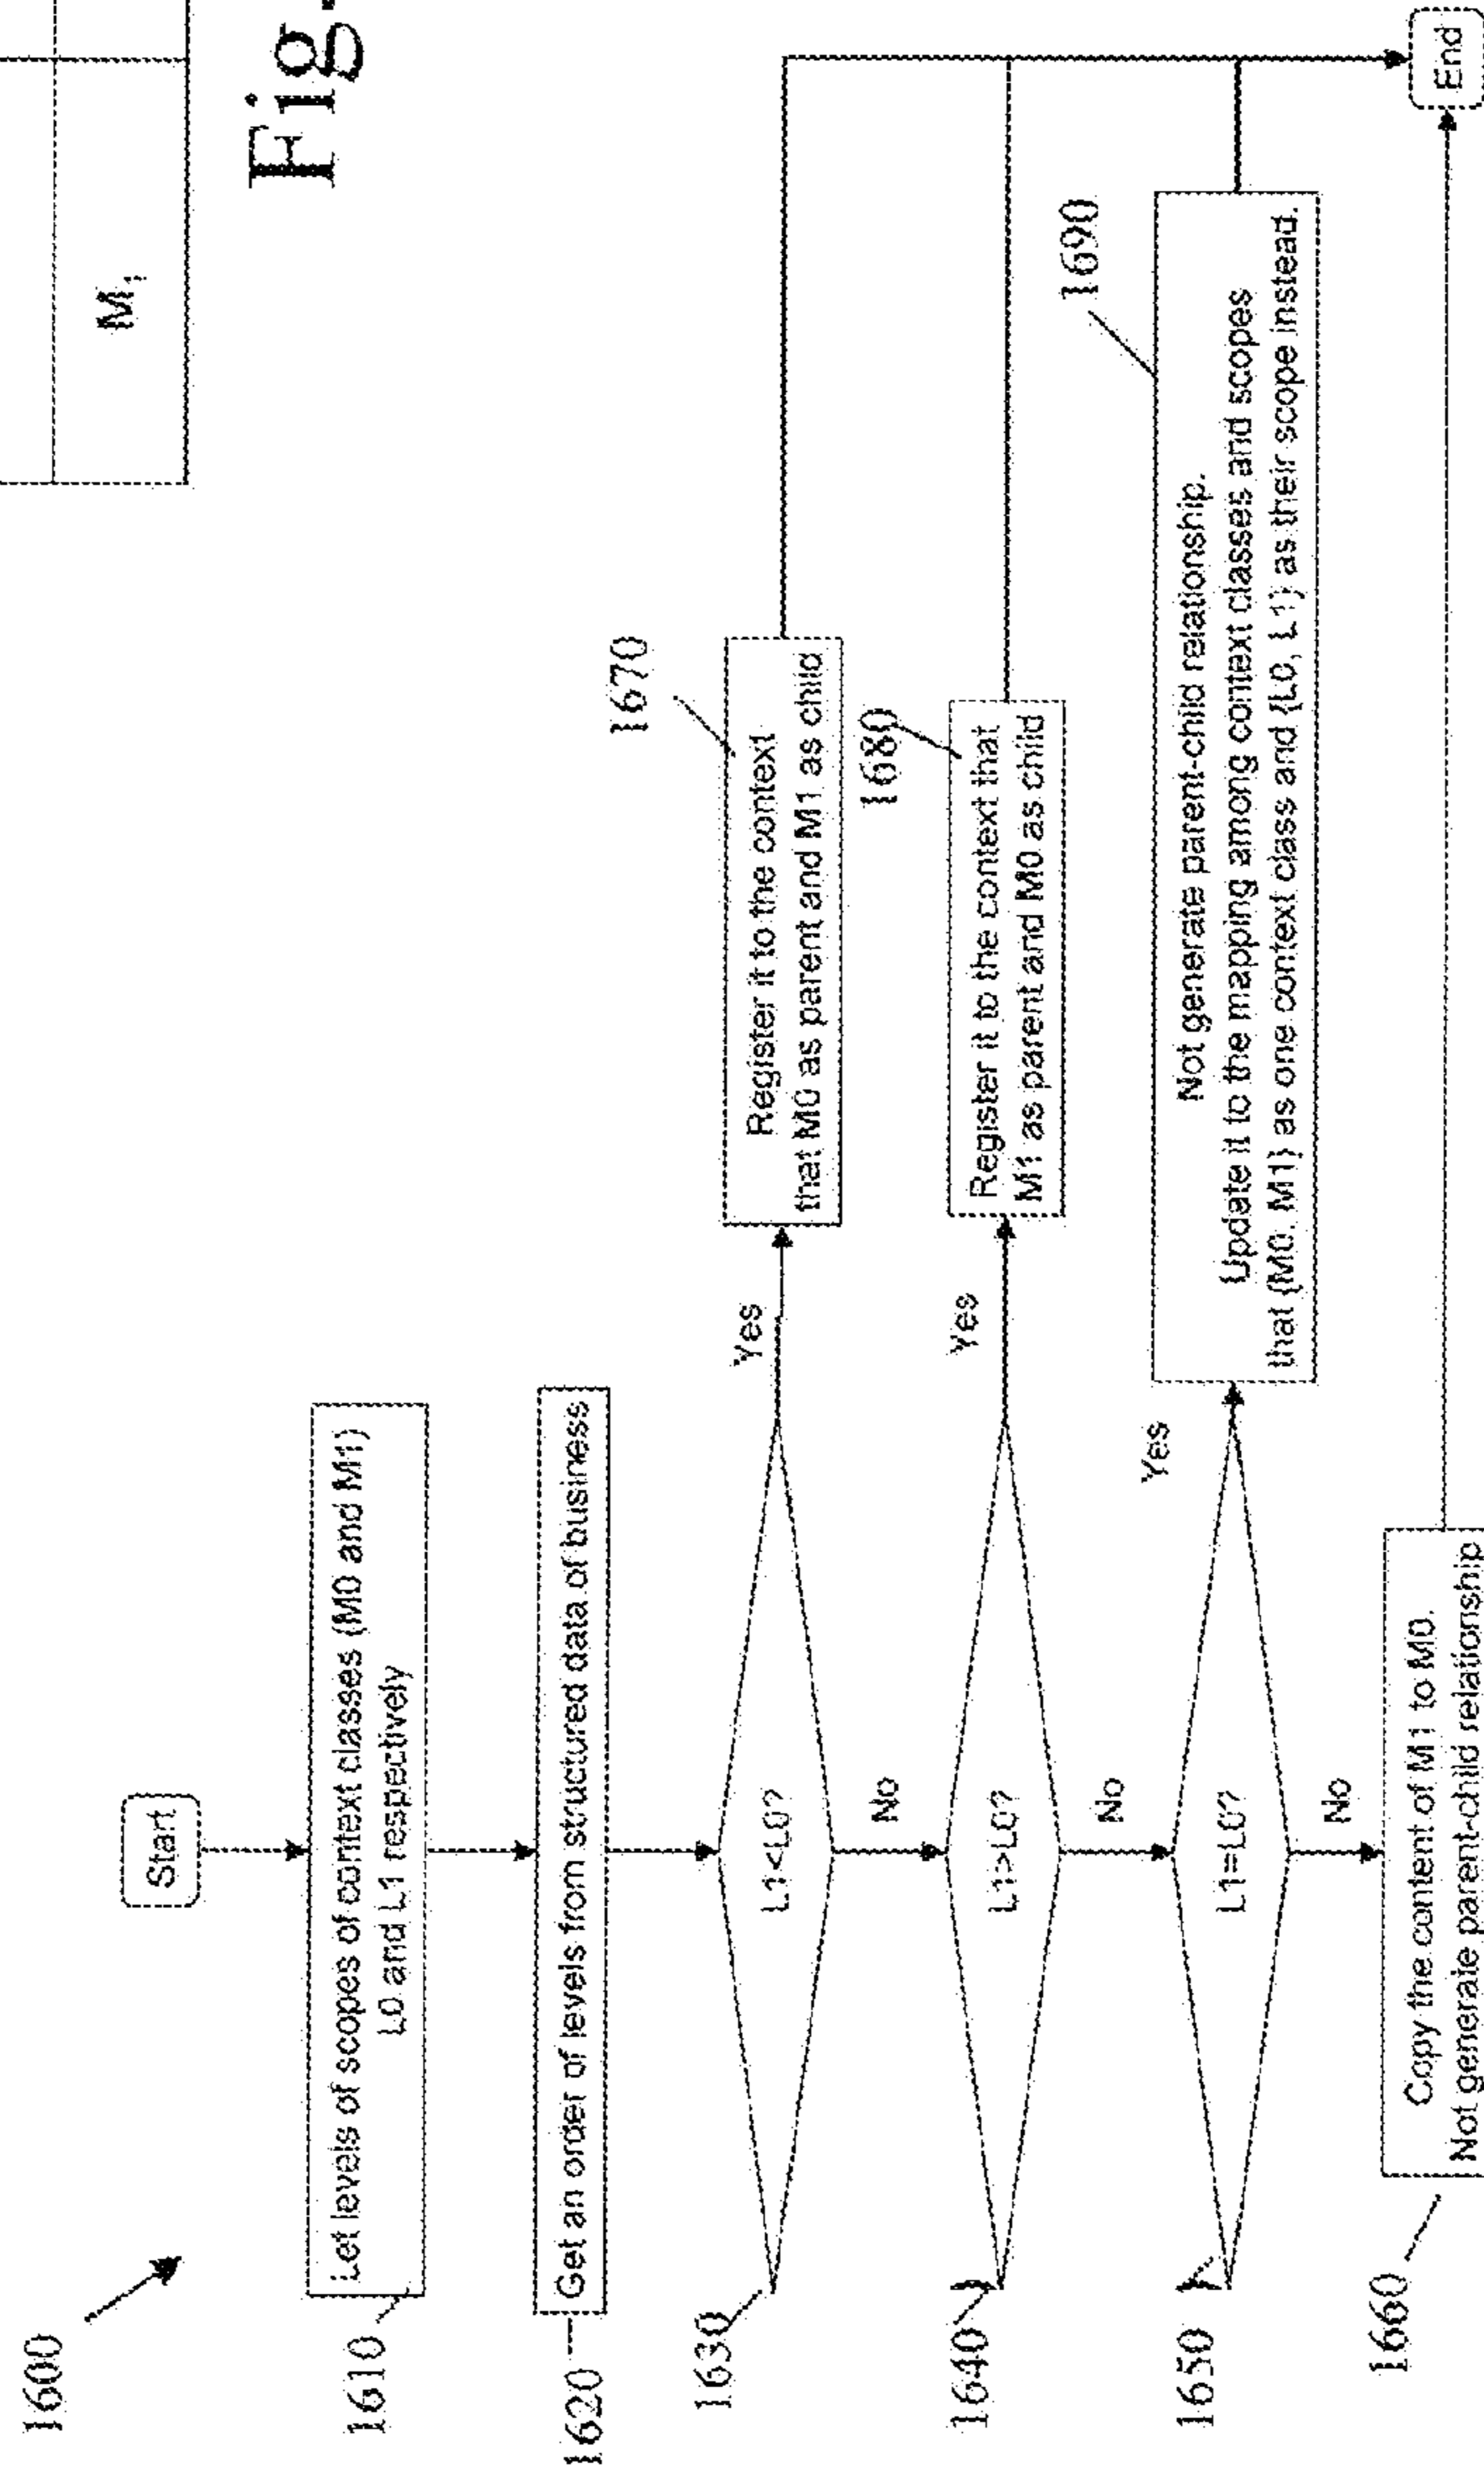 M1
Fig.
1600
Start
1610
Let levels of scopes of context classes (M0 and M1)
L0 and L1 respectively
1620
Get an order of levels from structured data of business
1630
L1<L0?
Yes
1670
Register it to the context
that M0 as parent and M1 as child
No
1640
L1>L0?
Yes
1680
Register it to the context that
M1 as parent and M0 as child
No
1650
L1=L0?
Yes
1690
Not generate parent-child relationship.
Update it to the mapping among context classes and scopes
that {M0, M1} as one context class and {L0, L1} as their scope instead.
No
1660
Copy the content of M1 to M0.
Not generate parent-child relationship
End